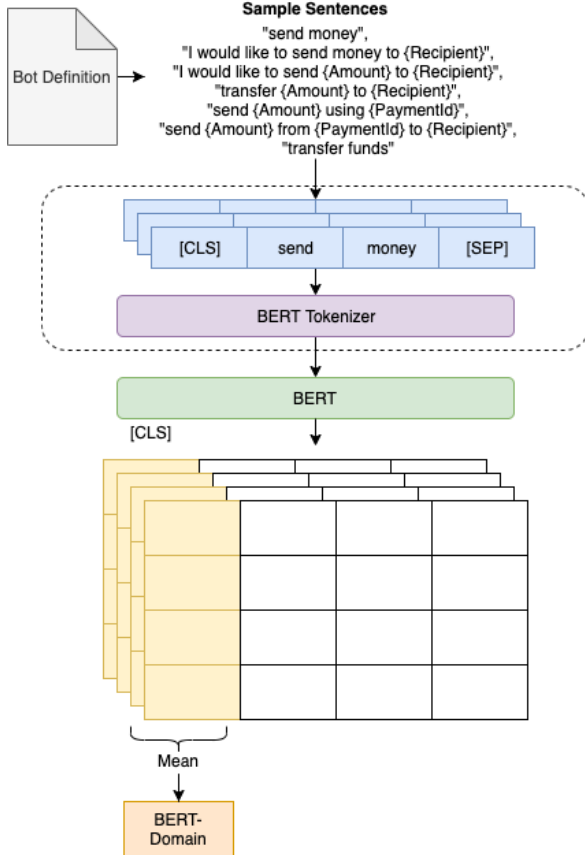 Sample Sentences
"send money",
"I would like to send money to {Recipient}",
"I would like to send {Amount} to {Recipient}",
"transfer {Amount} to {Recipient}",
"send {Amount} using {PaymentId}",
"send {Amount} from {PaymentId} to {Recipient}",
"transfer funds"
Bot Definition
[CLS] send money [SEP]
BERT Tokenizer
BERT
[CLS]
Mean
BERT-
Domain